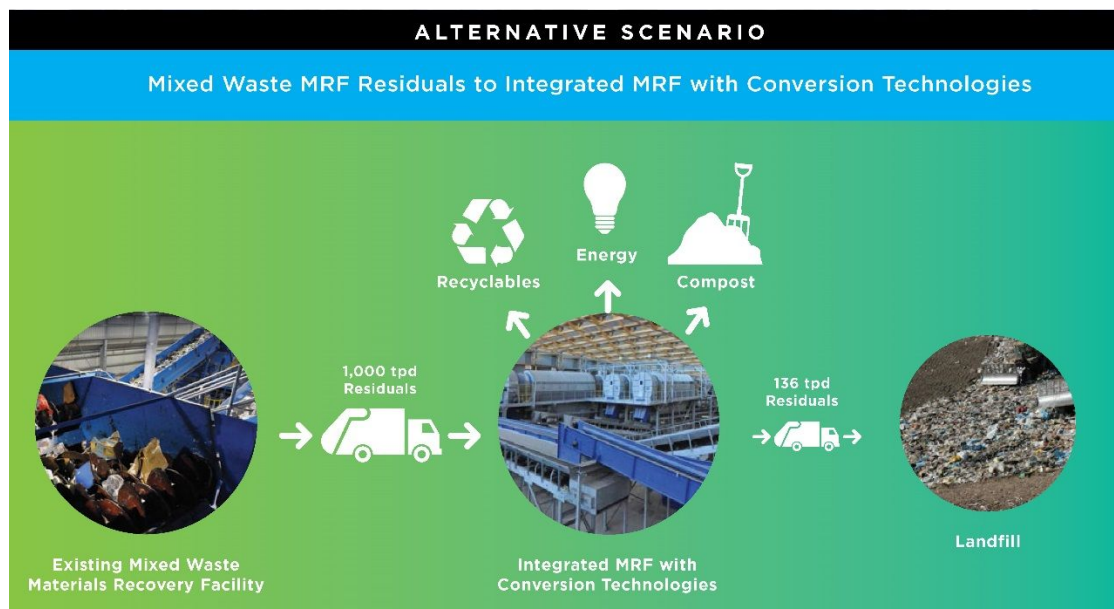 ALTERNATIVE SCENARIO
Mixed Waste MRF Residuals to Integrated MRF with Conversion Technologies
Recyclables
Energy
Compost
1,000 tpd
Residuals
136 tpd
Residuals
Existing Mixed Waste
Materials Recovery Facility
Integrated MRF with
Conversion Technologies
Landfill